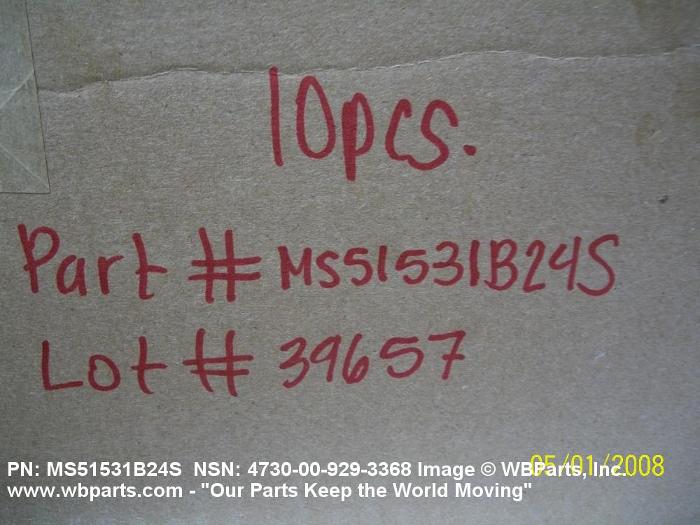 10pcs.
Part # MS51531B24S
Lot # 39657
PN: MS51531B24S NSN: 4730-00-929-3368 Image © WBParts, Inc.
05/01/2008
www.wbparts.com - "Our Parts Keep the World Moving"